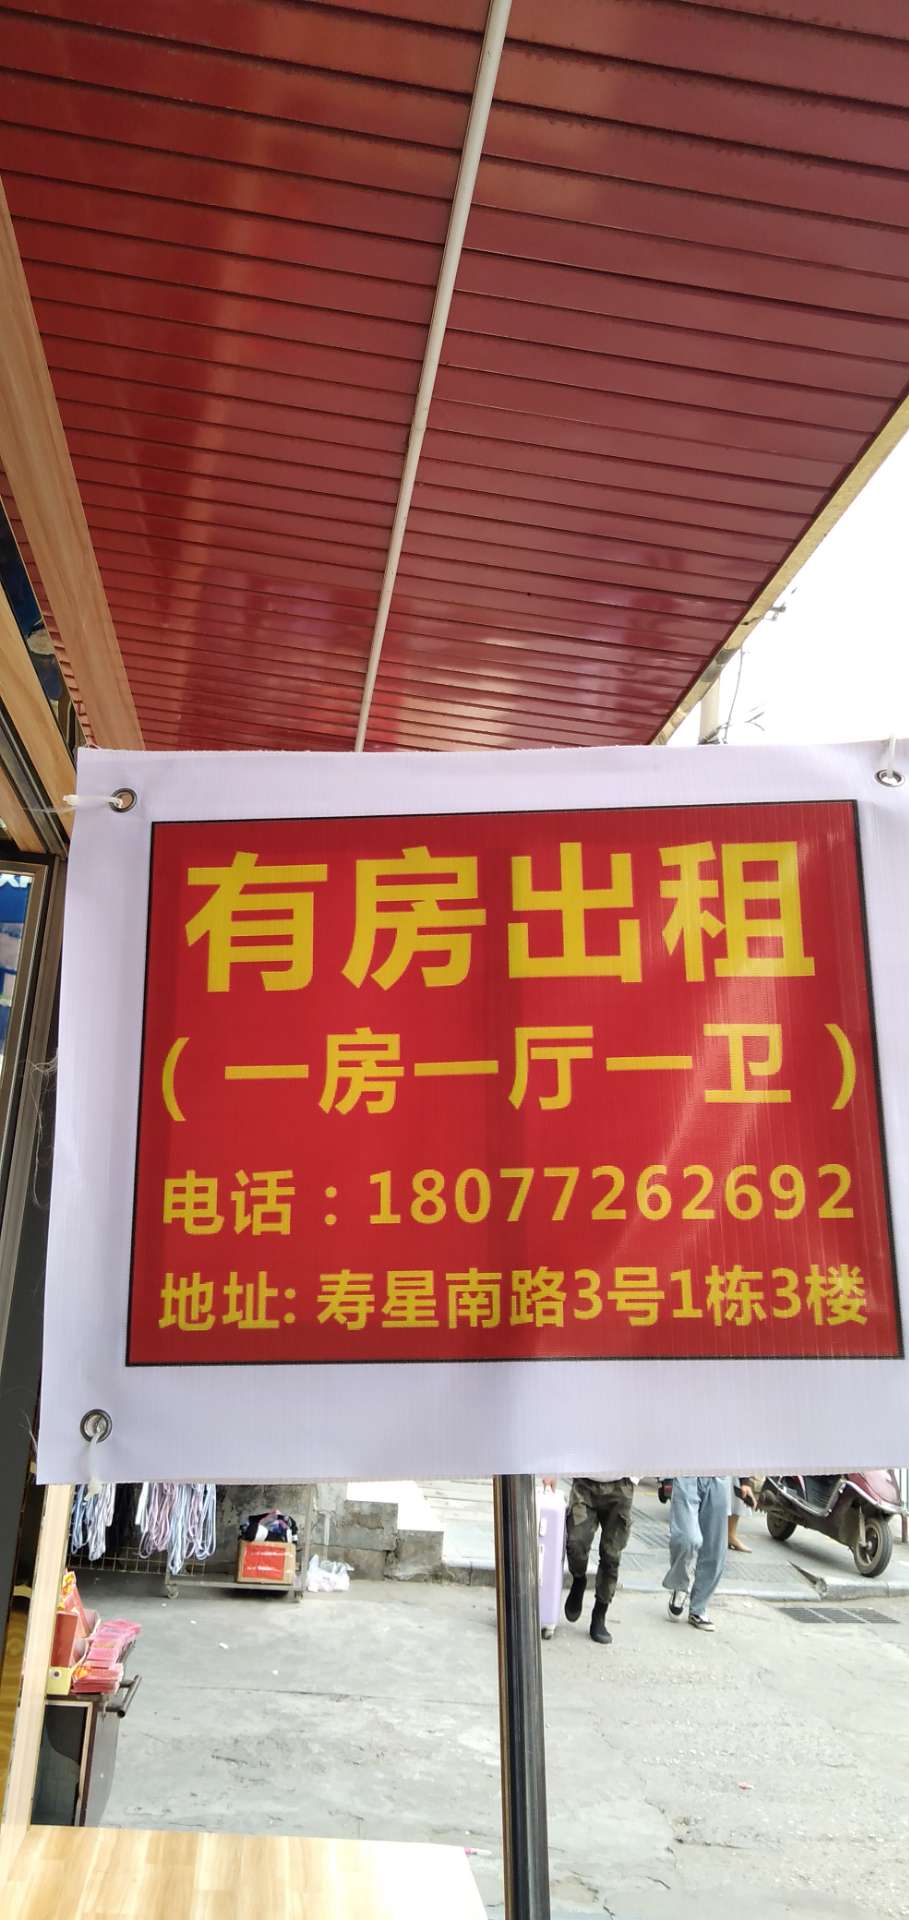 有房出租
（一房一厅一卫）
电话：18077262692
地址: 寿星南路3号1栋3楼